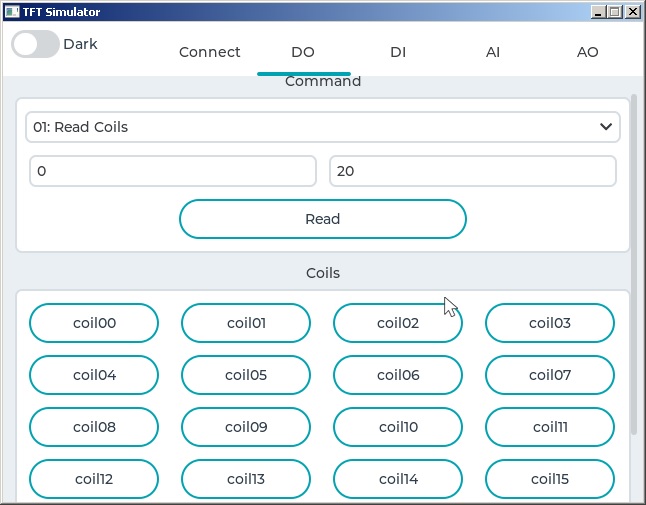 TFT Simulator
Dark
Connect DO DI AI AO
Command
01: Read Coils
0 20
Read
Coils
coil00 coil01 coil02 coil03
coil04 coil05 coil06 coil07
coil08 coil09 coil10 coil11
coil12 coil13 coil14 coil15